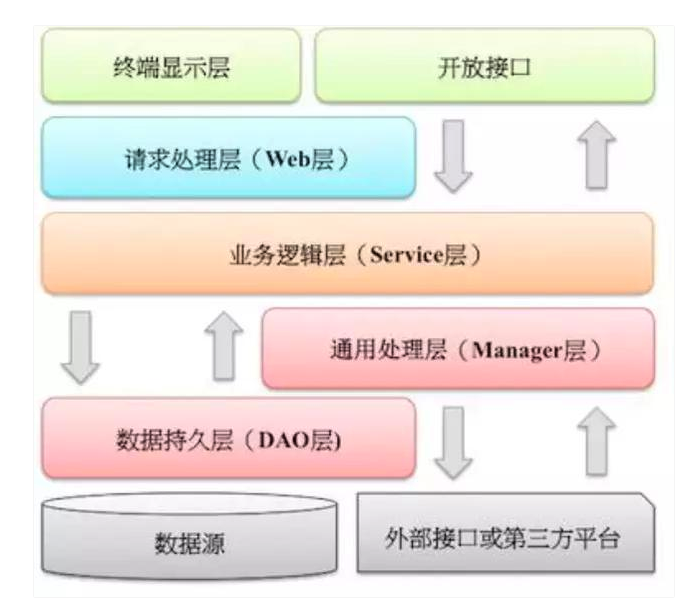 终端显示层
开放接口
请求处理层（Web层）
业务逻辑层（Service层）
通用处理层（Manager层）
数据持久层（DAO层)
数据源
外部接口或第三方平台